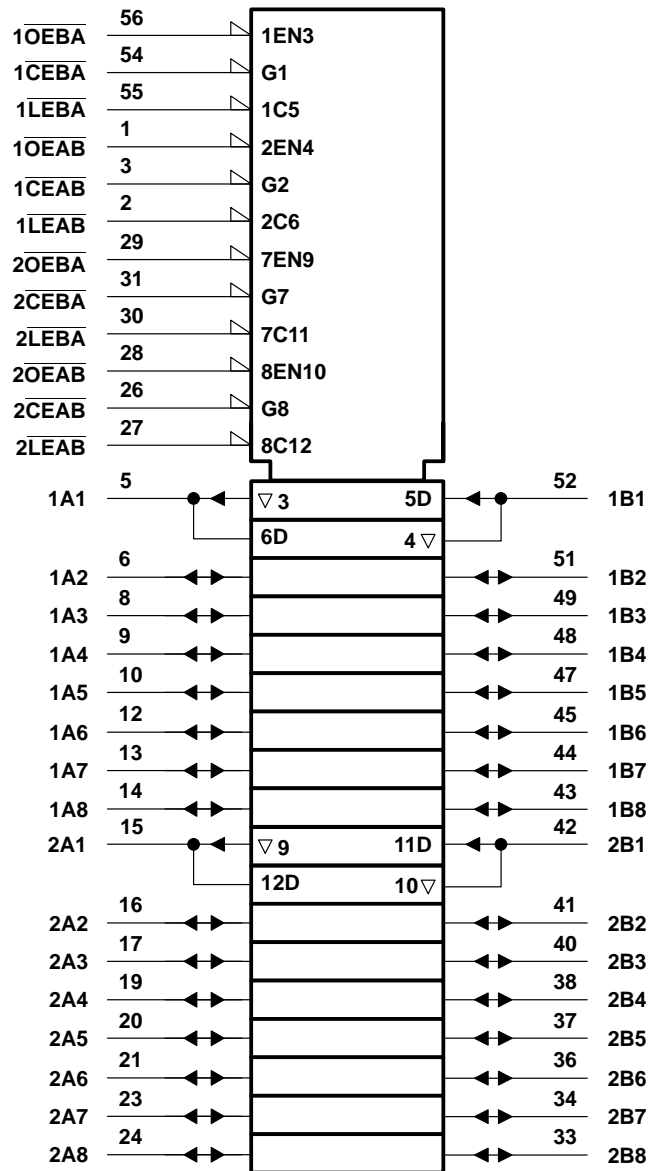 56
1OEBA 1EN3
54
1CEBA G1
55
1LEBA 1C5
1
1OEAB 2EN4
3
1CEAB G2
2
1LEAB 2C6
29
2OEBA 7EN9
31
2CEBA G7
30
2LEBA 7C11
28
2OEAB 8EN10
26
2CEAB G8
27
2LEAB 8C12
5 52
1A1 ▽ 3 5D 1B1
6D 4 ▽
6 51
1A2 1B2
8 49
1A3 1B3
9 48
1A4 1B4
10 47
1A5 1B5
12 45
1A6 1B6
13 44
1A7 1B7
14 43
1A8 1B8
15 42
2A1 ▽ 9 11D 2B1
12D 10 ▽
16 41
2A2 2B2
17 40
2A3 2B3
19 38
2A4 2B4
20 37
2A5 2B5
21 36
2A6 2B6
23 34
2A7 2B7
24 33
2A8 2B8